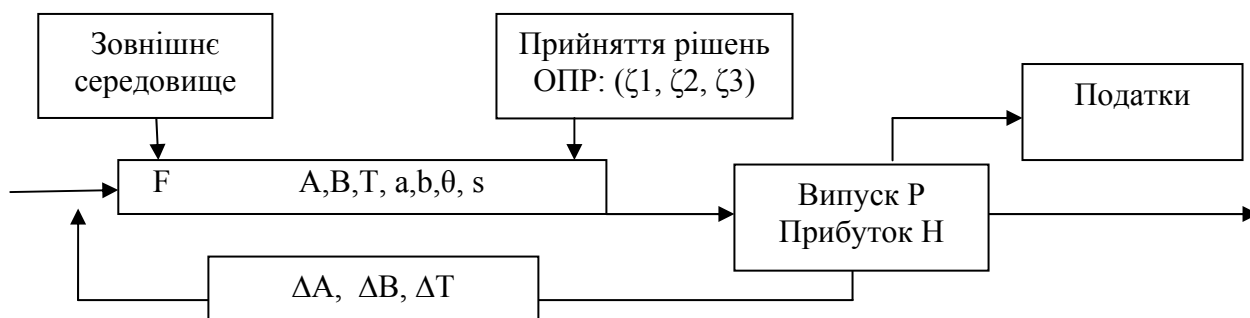 Зовнішнє
середовище
Прийняття рішень
ОПР: (ζ1, ζ2, ζ3)
Податки
F A,B,T, a,b,θ, s
Випуск P
Прибуток H
ΔA, ΔB, ΔT